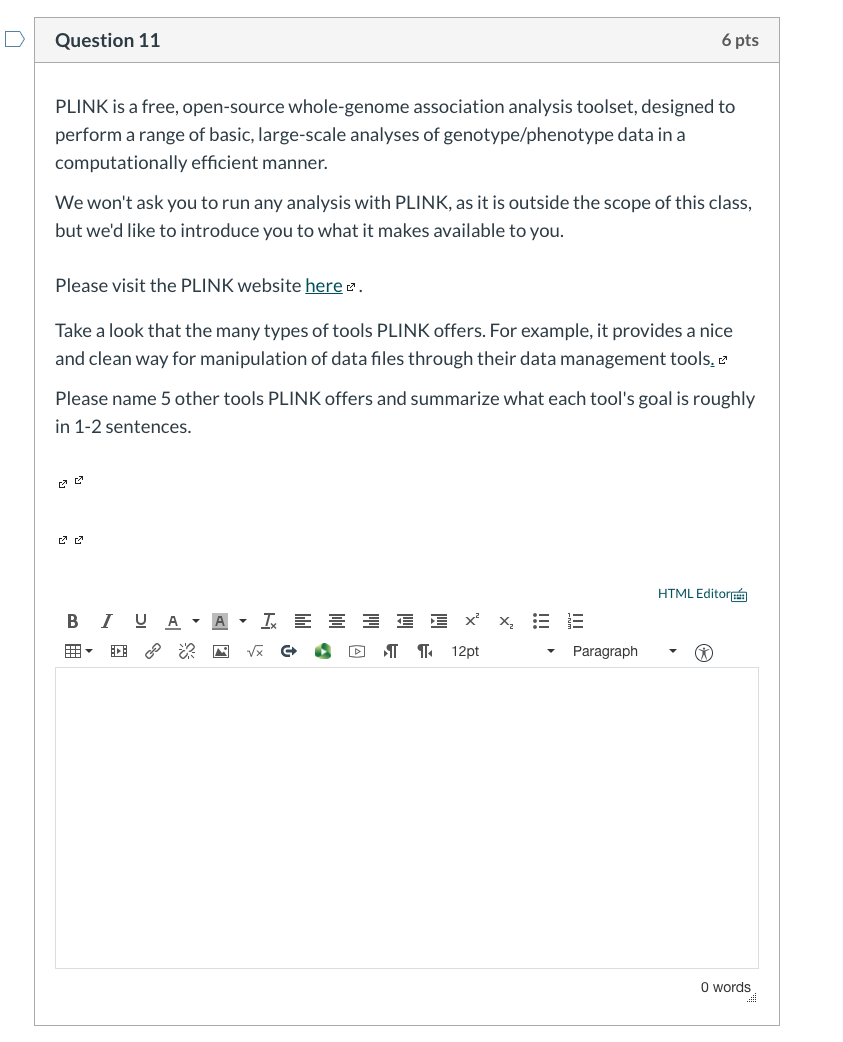 Question 11
6 pts
PLINK is a free, open-source whole-genome association analysis toolset, designed to
perform a range of basic, large-scale analyses of genotype/phenotype data in a
computationally efficient manner.
We won't ask you to run any analysis with PLINK, as it is outside the scope of this class,
but we'd like to introduce you to what it makes available to you.
Please visit the PLINK website here .
Take a look that the many types of tools PLINK offers. For example, it provides a nice
and clean way for manipulation of data files through their data management tools.
Please name 5 other tools PLINK offers and summarize what each tool's goal is roughly
in 1-2 sentences.
HTML Editor
B I U A A Ix x² x₂
√x 12pt Paragraph
0 words